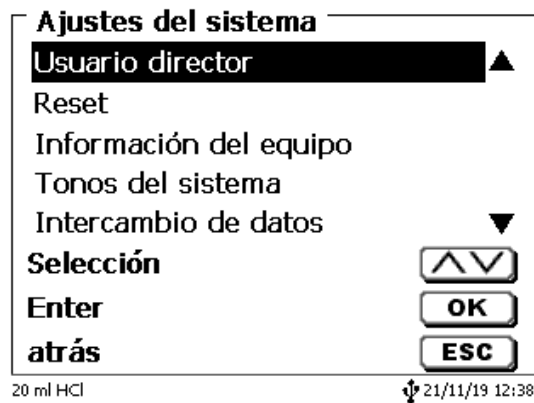 Ajustes del sistema
Usuario director
Reset
Información del equipo
Tonos del sistema
Intercambio de datos
Selección
Enter OK
atrás ESC
20 ml HCl 21/11/19 12:38